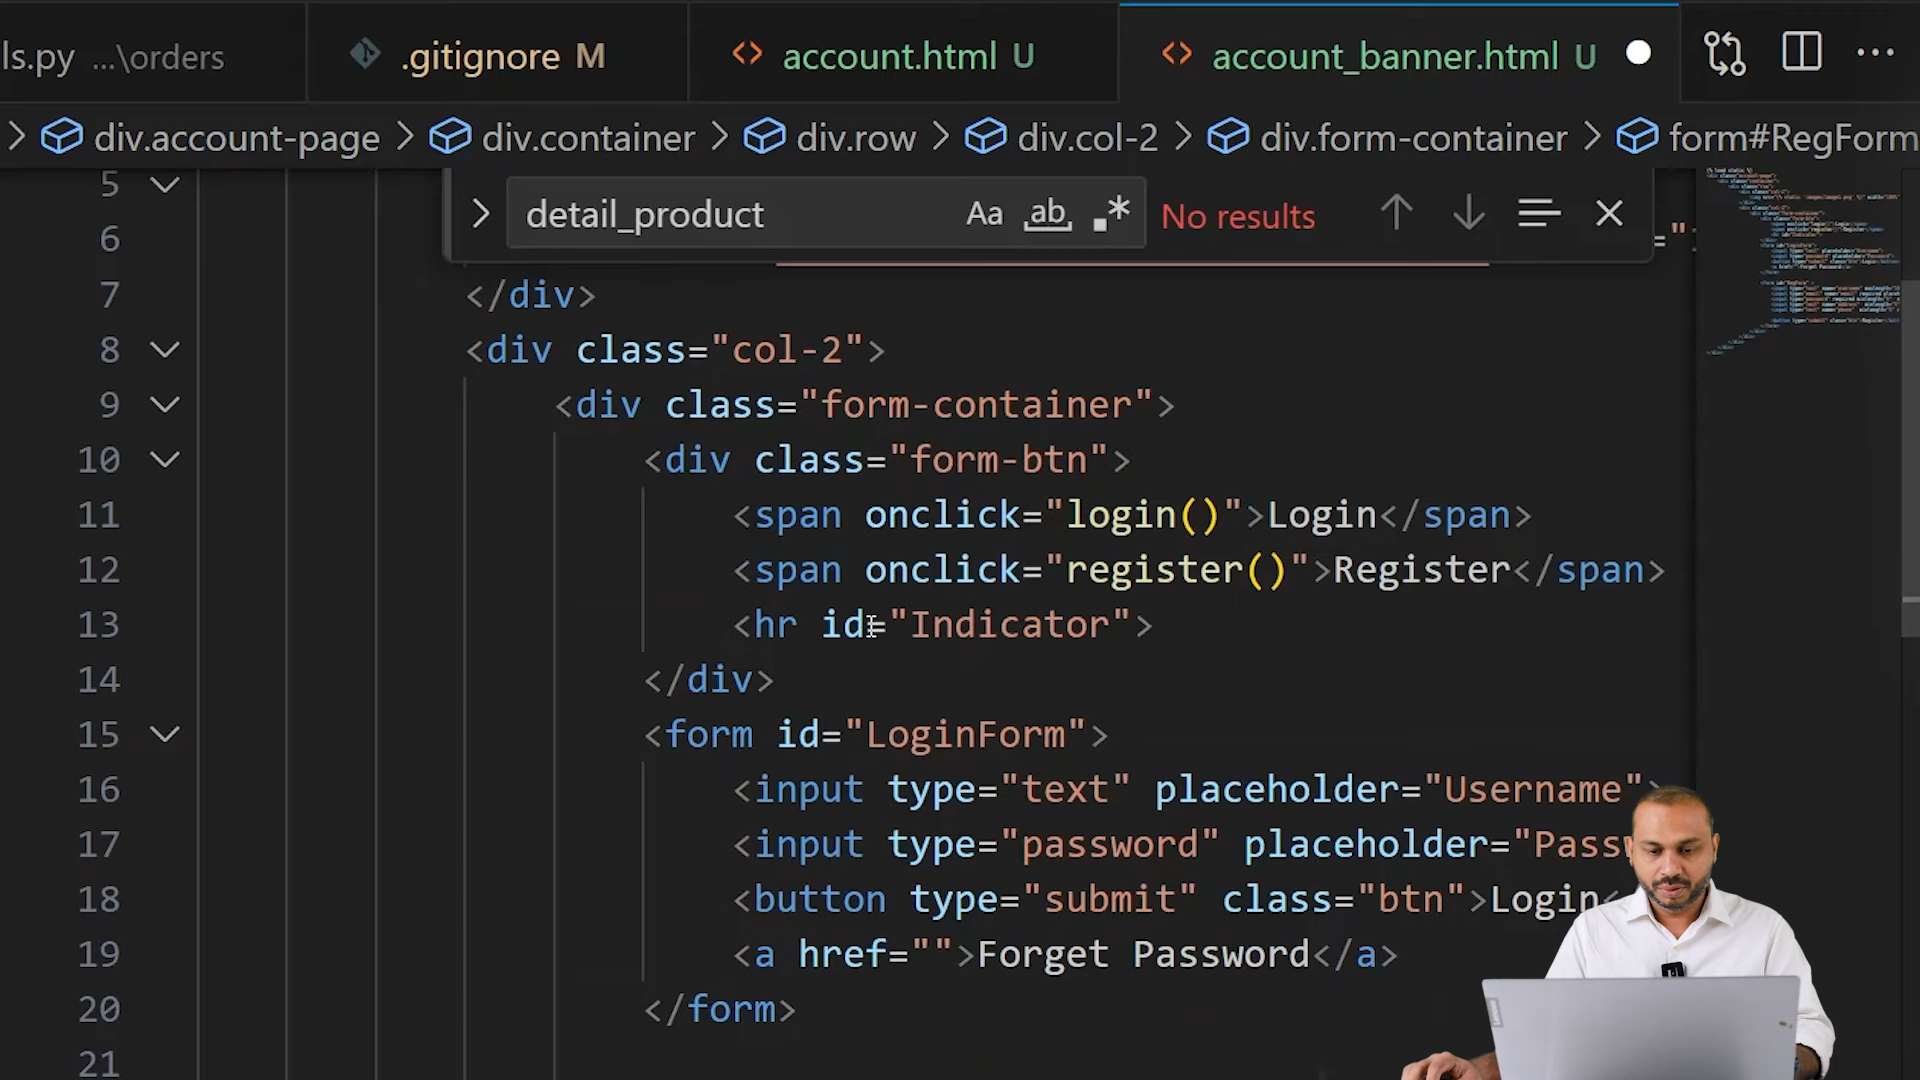 ls.py ...\orders .gitignore M account.html U account_banner.html U
div.account-page div.container div.row div.col-2 div.form-container form#RegForm
detail_product Aa ab .* No results
5
6 ="
7 </div>
8 <div class="col-2">
9 <div class="form-container">
10 <div class="form-btn">
11 <span onclick="login()">Login</span>
12 <span onclick="register()">Register</span>
13 <hr id="Indicator">
14 </div>
15 <form id="LoginForm">
16 <input type="text" placeholder="Username">
17 <input type="password" placeholder="Pass
18 <button type="submit" class="btn">Login<
19 <a href="">Forget Password</a>
20 </form>
21